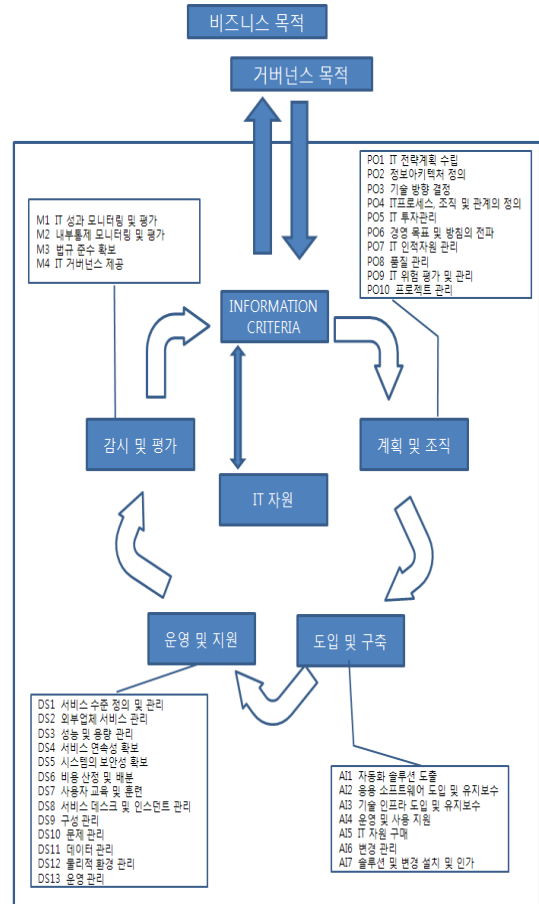 비즈니스 목적
거버넌스 목적
PO1 IT 전략계획 수립
PO2 정보아키텍처 정의
PO3 기술 방향 결정
PO4 IT프로세스, 조직 및 관계의 정의
PO5 IT 투자관리
PO6 경영 목표 및 방침의 전파
PO7 IT 인적자원 관리
PO8 품질 관리
PO9 IT 위험 평가 및 관리
PO10 프로젝트 관리
M1 IT 성과 모니터링 및 평가
M2 내부통제 모니터링 및 평가
M3 법규 준수 확보
M4 IT 거버넌스 제공
INFORMATION
CRITERIA
감시 및 평가
계획 및 조직
IT 자원
운영 및 지원
도입 및 구축
DS1 서비스 수준 정의 및 관리
DS2 외부업체 서비스 관리
DS3 성능 및 용량 관리
DS4 서비스 연속성 확보
DS5 시스템의 보안성 확보
DS6 비용 산정 및 배분
DS7 사용자 교육 및 훈련
DS8 서비스 데스크 및 인스던트 관리
DS9 구성 관리
DS10 문제 관리
DS11 데이터 관리
DS12 물리적 환경 관리
DS13 운영 관리
AI1 자동화 솔루션 도출
AI2 응용 소프트웨어 도입 및 유지보수
AI3 기술 인프라 도입 및 유지보수
AI4 운영 및 사용 지원
AI5 IT 자원 구매
AI6 변경 관리
AI7 솔루션 및 변경 설치 및 인가